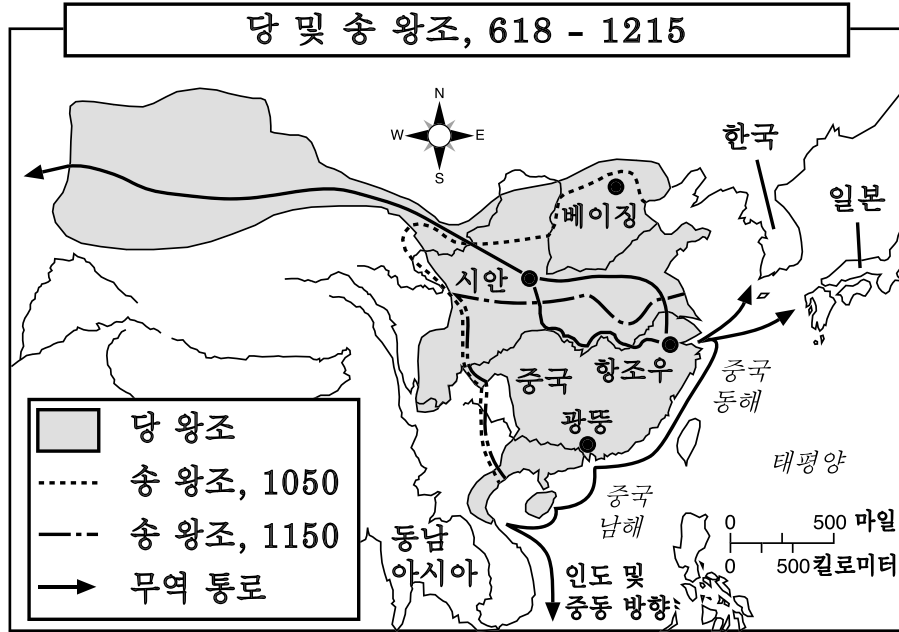 당 및 송 왕조, 618 – 1215
N
W E
S
한국
일본
베이징
시안
중국
항조우
광뚱
중국
동해
태평양
중국
남해
동남
아시아
인도 및
중동 방향
당 왕조
송 왕조, 1050
송 왕조, 1150
무역 통로
0 500 마일
0 500 킬로미터